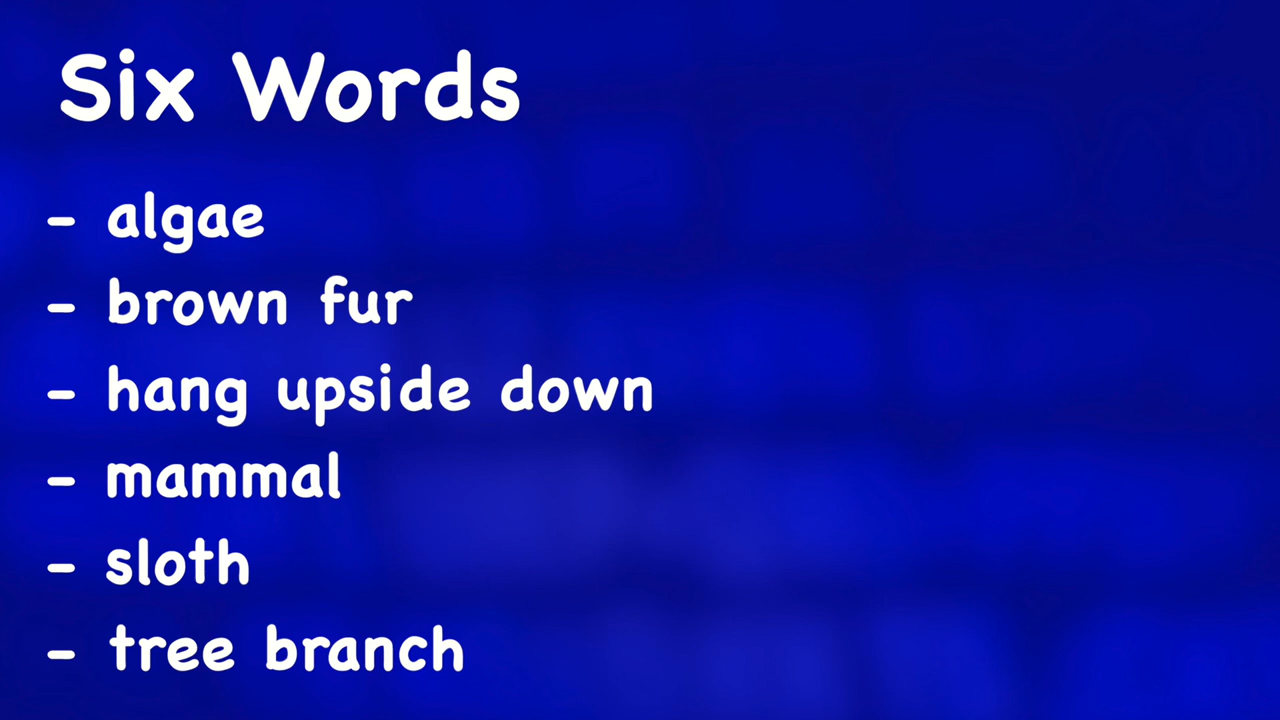 Six Words
- algae
- brown fur
- hang upside down
- mammal
- sloth
- tree branch